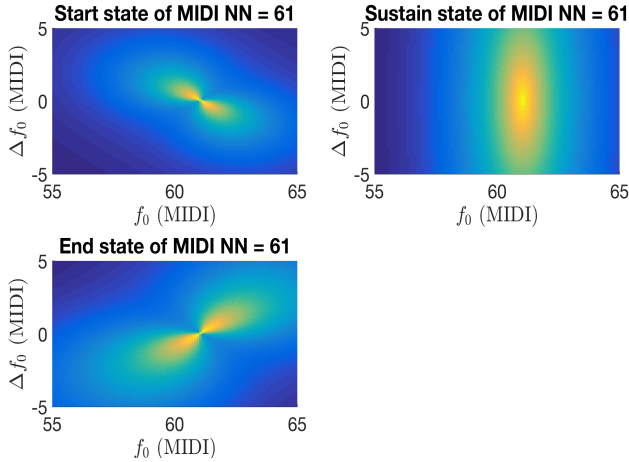 Start state of MIDI NN = 61
5
0
-5
Δf₀ (MIDI)
55
60
65
f₀ (MIDI)
Sustain state of MIDI NN = 61
5
0
-5
Δf₀ (MIDI)
55
60
65
f₀ (MIDI)
End state of MIDI NN = 61
5
0
-5
Δf₀ (MIDI)
55
60
65
f₀ (MIDI)